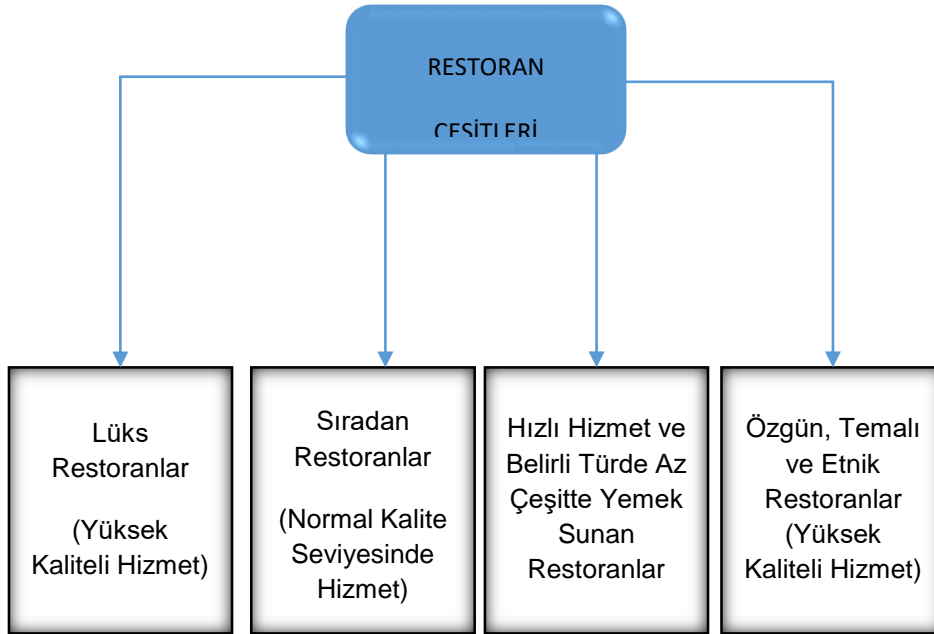 RESTORAN
ÇEŞİTLERİ
Lüks
Restoranlar
(Yüksek
Kaliteli Hizmet)
Sıradan
Restoranlar
(Normal Kalite
Seviyesinde
Hizmet)
Hızlı Hizmet ve
Belirli Türde Az
Çeşitte Yemek
Sunan
Restoranlar
Özgün, Temalı
ve Etnik
Restoranlar
(Yüksek
Kaliteli Hizmet)